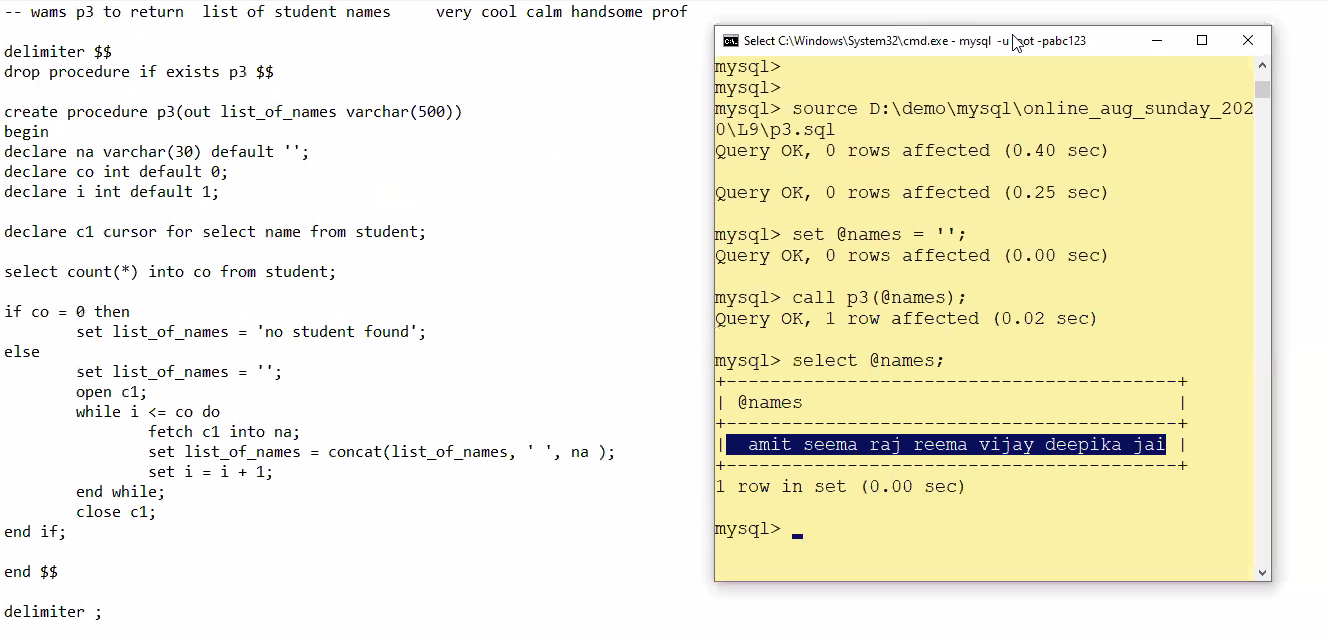 -- wams p3 to return  list of student names     very cool calm handsome prof
delimiter $$
drop procedure if exists p3 $$
create procedure p3(out list_of_names varchar(500))
begin
declare na varchar(30) default '';
declare co int default 0;
declare i int default 1;
declare c1 cursor for select name from student;
select count(*) into co from student;
if co = 0 then
        set list_of_names = 'no student found';
else
        set list_of_names = '';
        open c1;
        while i <= co do
                fetch c1 into na;
                set list_of_names = concat(list_of_names, ' ', na );
                set i = i + 1;
        end while;
        close c1;
end if;
end $$
delimiter ;
Select C:\Windows\System32\cmd.exe - mysql  -u -pabc123
mysql>
mysql>
mysql> source D:\demo\mysql\online_aug_sunday_202
0\L9\p3.sql
Query OK, 0 rows affected (0.40 sec)
Query OK, 0 rows affected (0.25 sec)
mysql> set @names = '';
Query OK, 0 rows affected (0.00 sec)
mysql> call p3(@names);
Query OK, 1 row affected (0.02 sec)
mysql> select @names;
+------------------------------------------+
| @names                                   |
+------------------------------------------+
|  amit seema raj reema vijay deepika jai |
+------------------------------------------+
1 row in set (0.00 sec)
mysql>